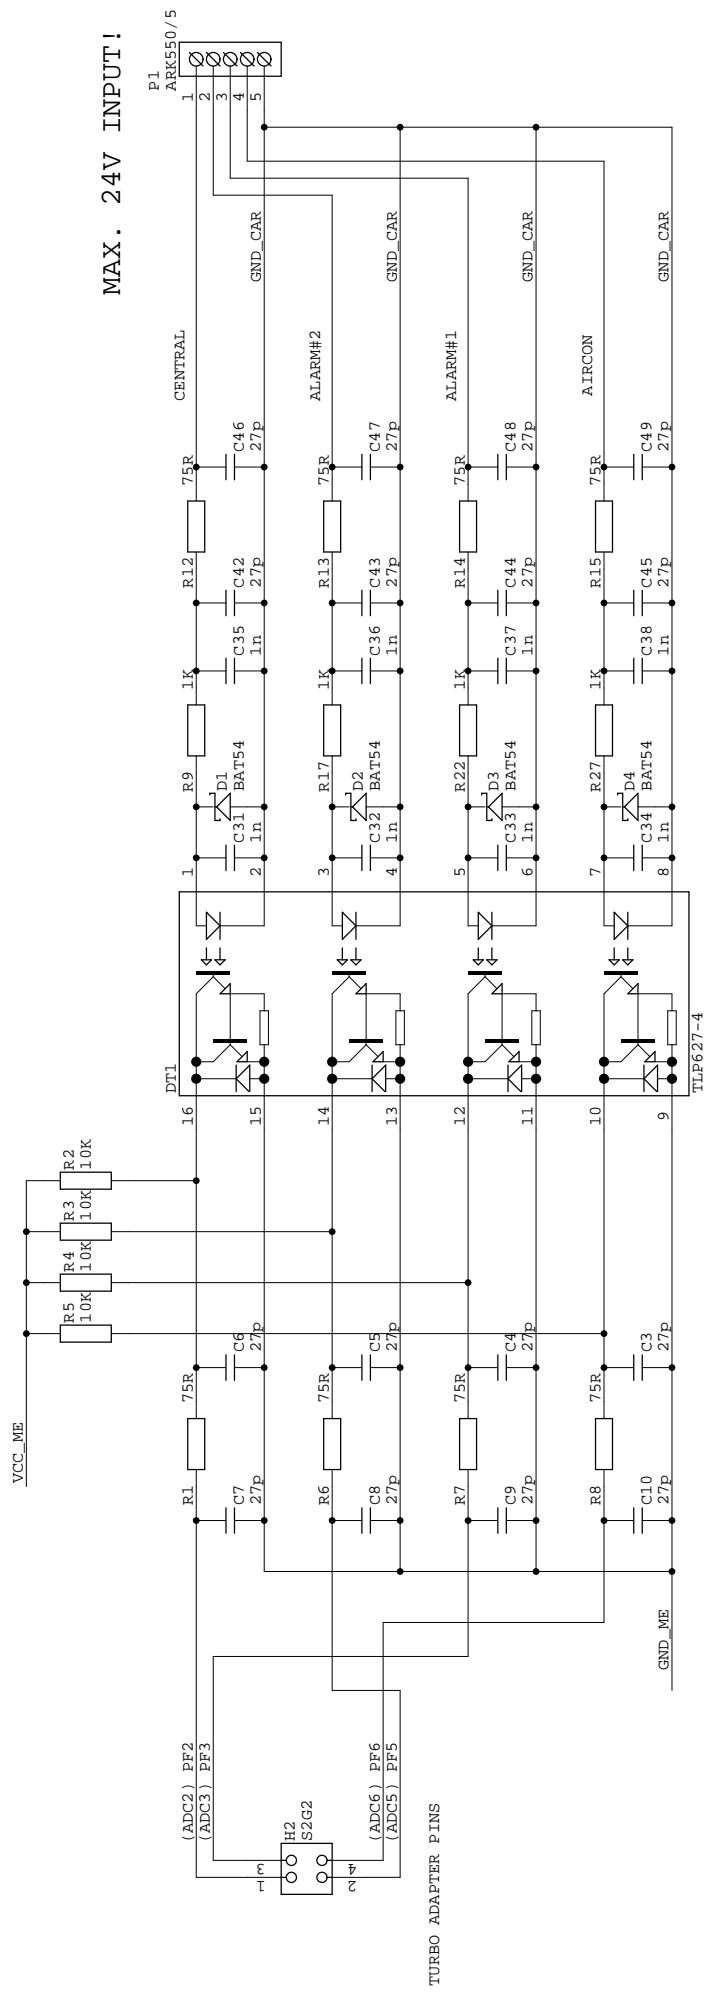 MAX. 24V INPUT!
P1
ARK550/5
1
2
3
4
5
GND_CAR
GND_CAR
GND_CAR
GND_CAR
CENTRAL
ALARM#2
ALARM#1
AIRCON
75R
C46
27p
75R
C47
27p
75R
C48
27p
75R
C49
27p
R12
C42
27p
R13
C43
27p
R14
C44
27p
R15
C45
27p
1K
C35
1n
1K
C36
1n
1K
C37
1n
1K
C38
1n
R9
D1
BAT54
R17
D2
BAT54
R22
D3
BAT54
R27
D4
BAT54
C31
1n
C32
1n
C33
1n
C34
1n
1
2
3
4
5
6
7
8
DT1
TLP627-4
16
15
14
13
12
11
10
9
R2
10K
R3
10K
R4
10K
R5
10K
VCC_ME
75R
C6
27p
75R
C5
27p
75R
C4
27p
75R
C3
27p
R1
C7
27p
R6
C8
27p
R7
C9
27p
R8
C10
27p
GND_ME
(ADC2) PF2
(ADC3) PF3
(ADC6) PF6
(ADC5) PF5
H2
S2G2
3
1
4
2
TURBO ADAPTER PINS